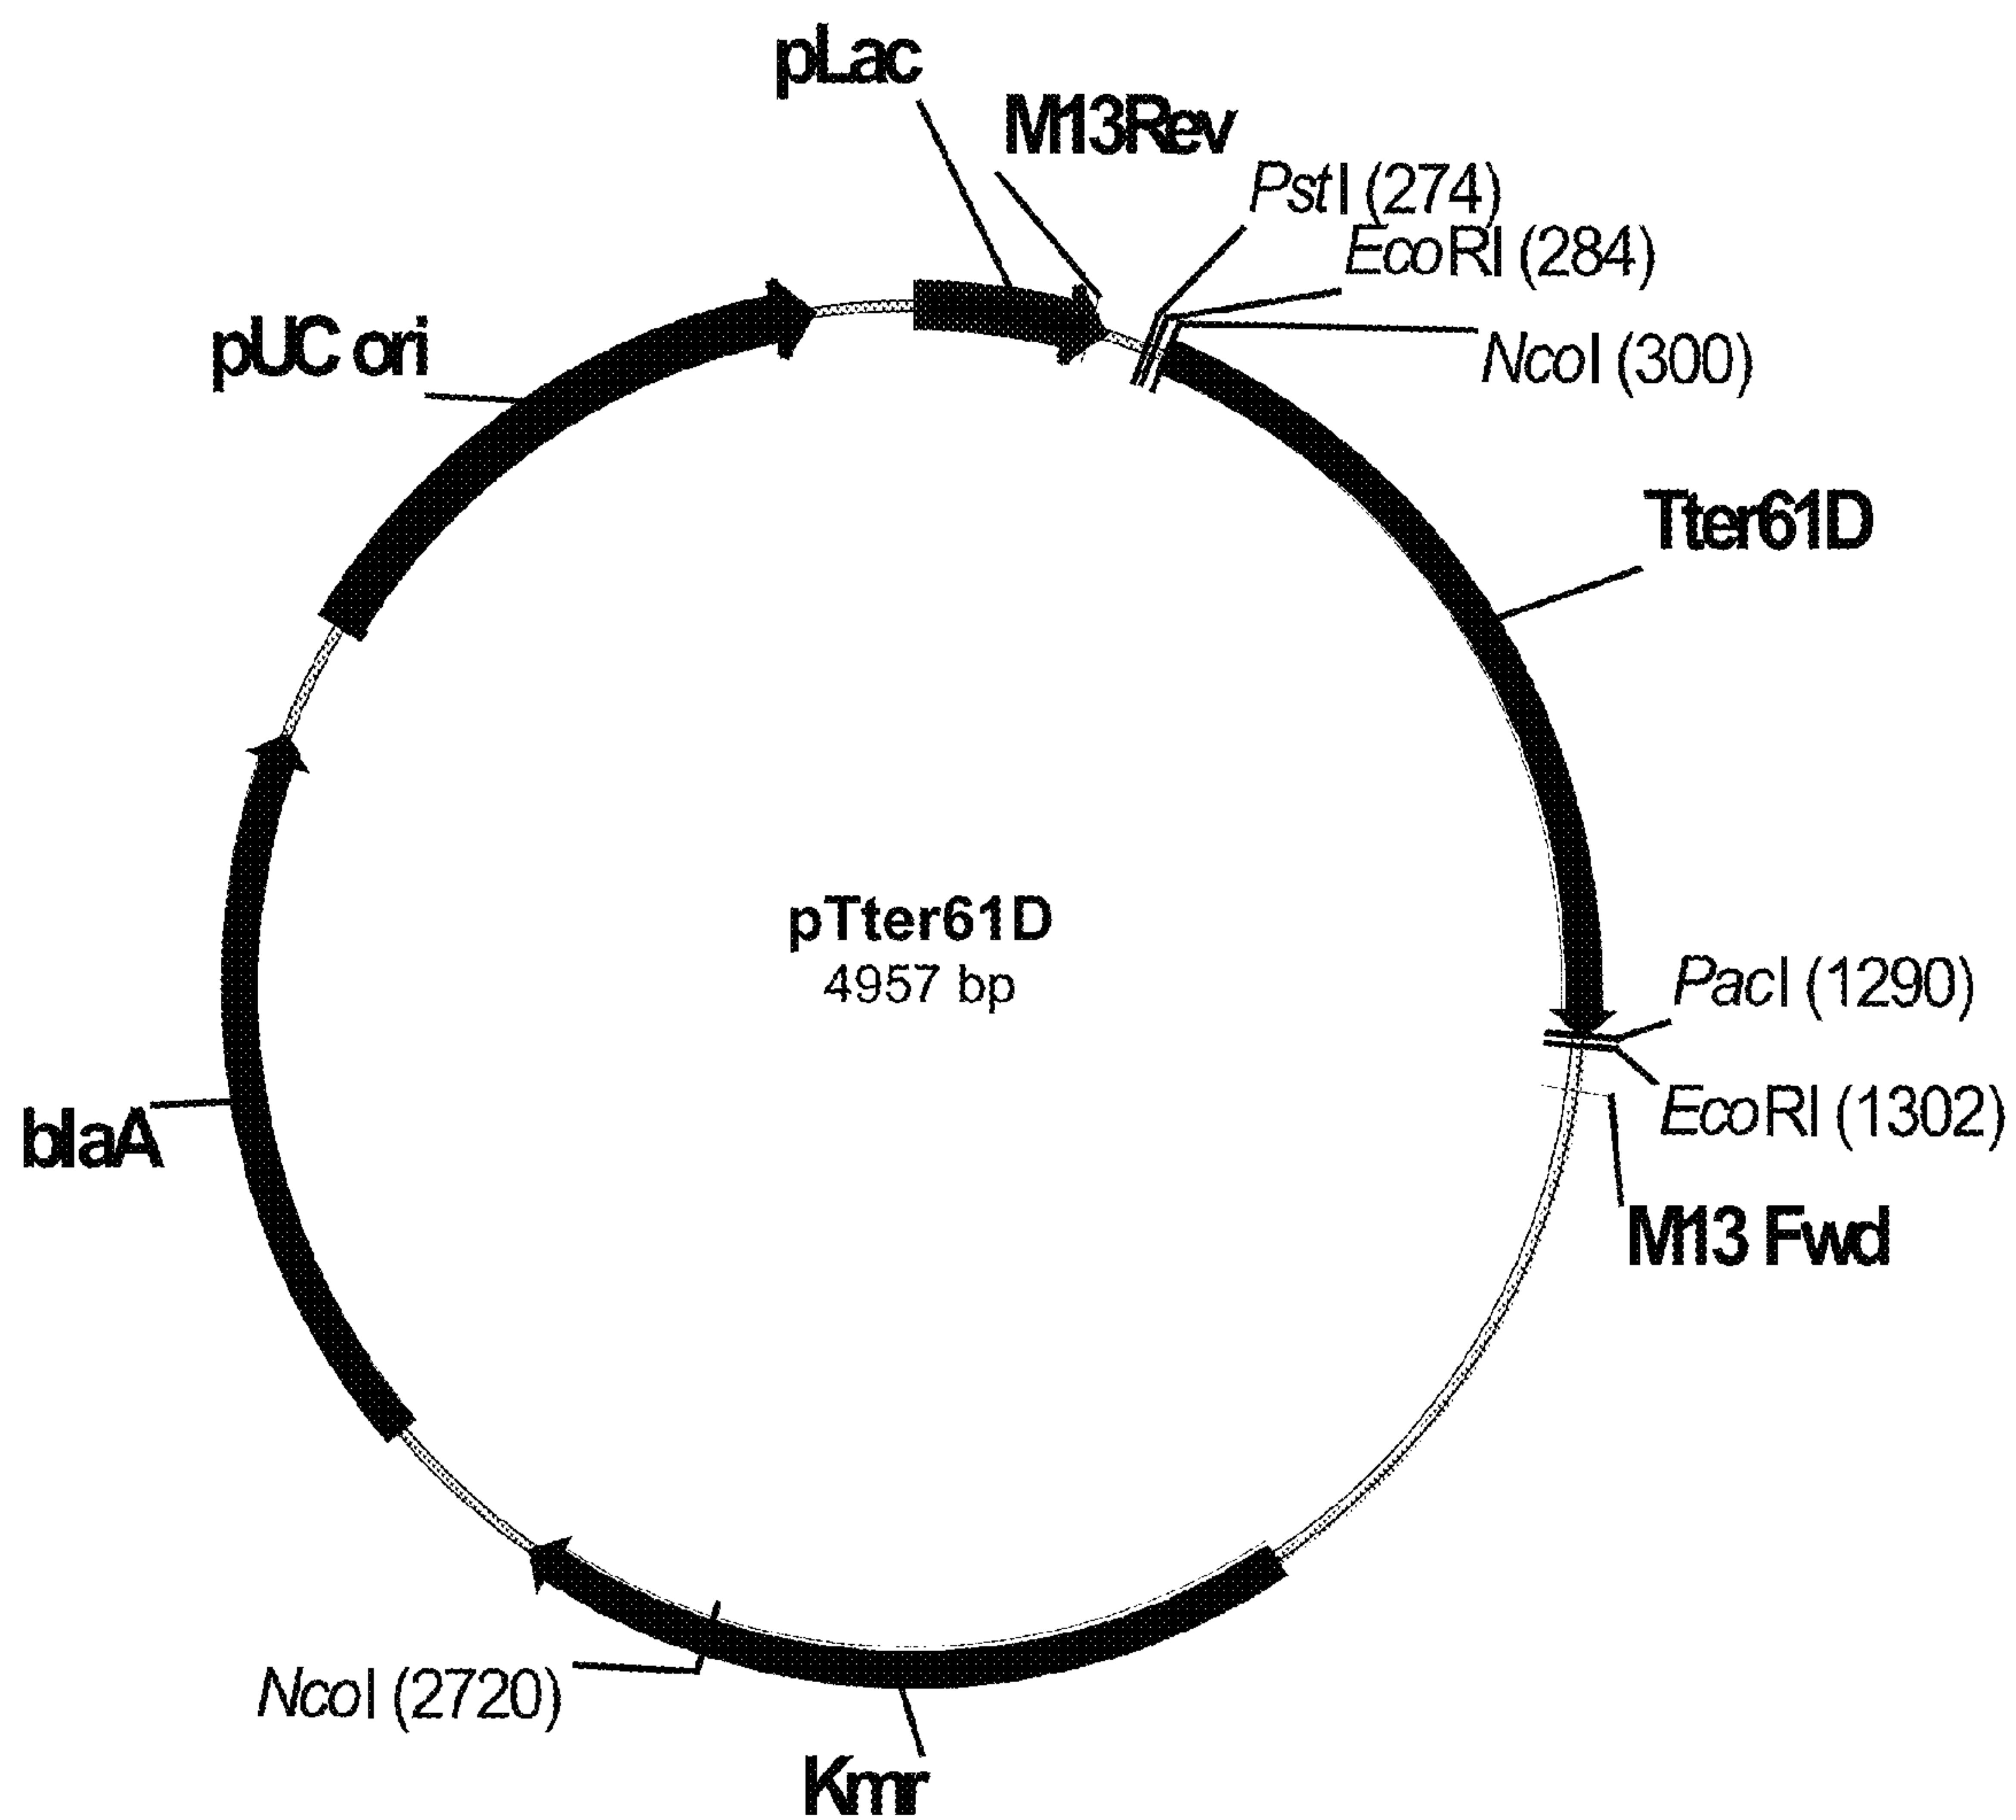 pLac
M13Rev
PstI (274)
EcoRI (284)
NcoI (300)
pUC ori
Tter61D
pTter61D
4957 bp
PacI (1290)
EcoRI (1302)
M13 Fwd
blaA
NcoI (2720)
Kmr